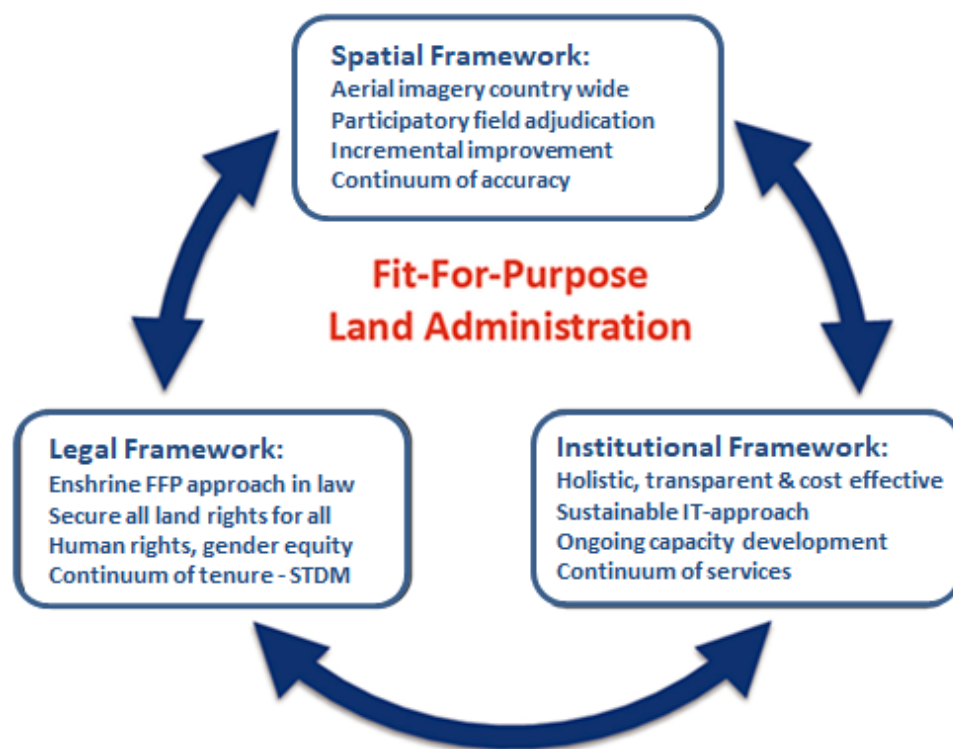 Spatial Framework:
Aerial imagery country wide
Participatory field adjudication
Incremental improvement
Continuum of accuracy
Fit-For-Purpose
Land Administration
Legal Framework:
Enshrine FFP approach in law
Secure all land rights for all
Human rights, gender equity
Continuum of tenure - STDM
Institutional Framework:
Holistic, transparent & cost effective
Sustainable IT-approach
Ongoing capacity development
Continuum of services